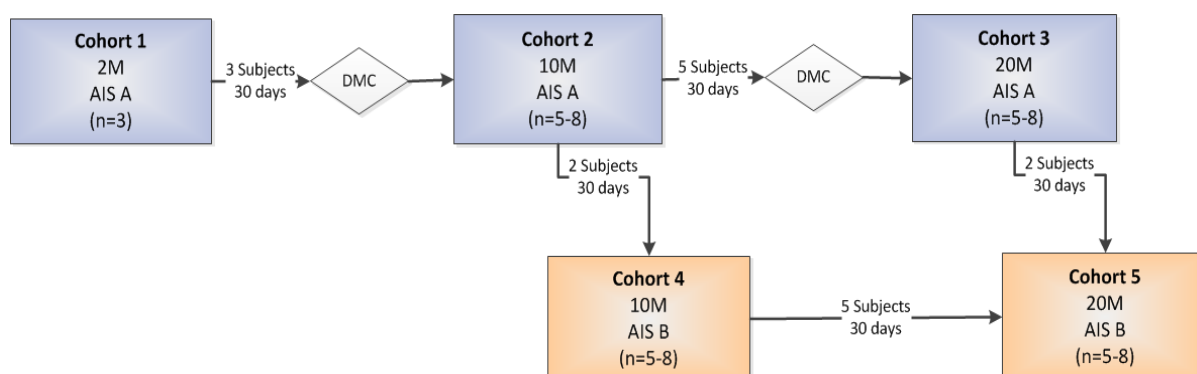 Cohort 1
2M
AIS A
(n=3)
3 Subjects
30 days
DMC
Cohort 2
10M
AIS A
(n=5-8)
5 Subjects
30 days
DMC
Cohort 3
20M
AIS A
(n=5-8)
2 Subjects
30 days
2 Subjects
30 days
Cohort 4
10M
AIS B
(n=5-8)
5 Subjects
30 days
Cohort 5
20M
AIS B
(n=5-8)